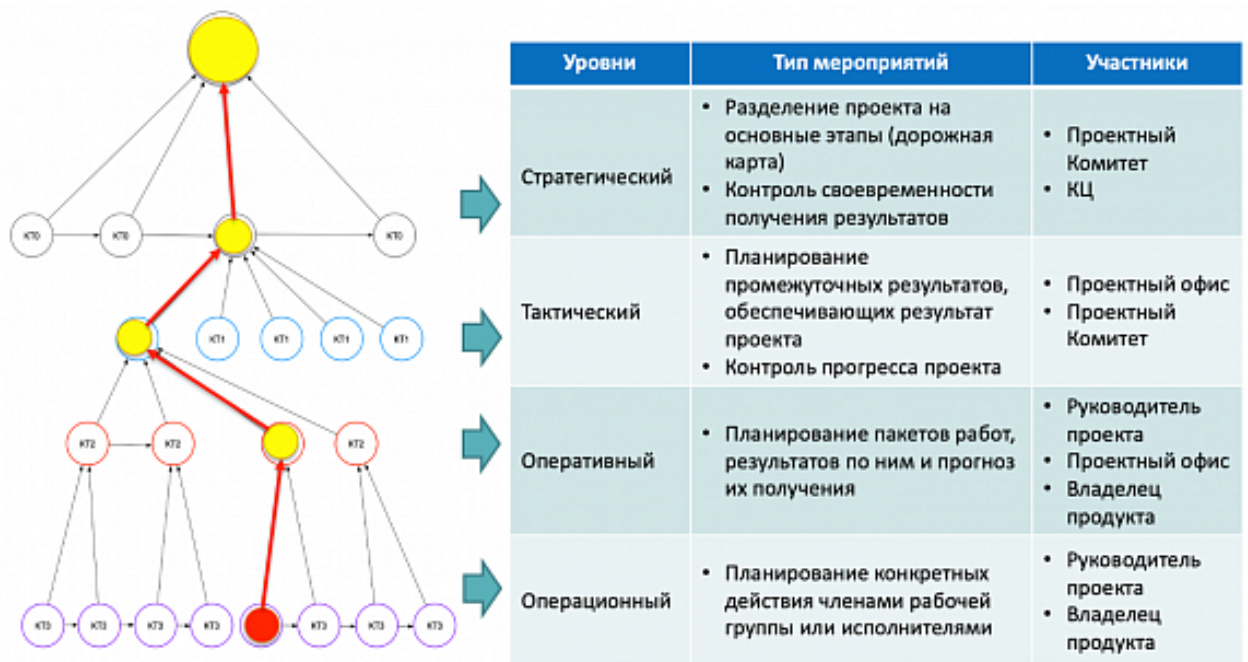 Уровни
Тип мероприятий
Участники
Стратегический
• Разделение проекта на
основные этапы (дорожная
карта)
• Контроль своевременности
получения результатов
• Проектный
Комитет
• КЦ
КТ0
КТ0
КТ0
Тактический
• Планирование
промежуточных результатов,
обеспечивающих результат
проекта
• Контроль прогресса проекта
• Проектный офис
• Проектный
Комитет
КТ1
КТ1
КТ1
КТ1
Оперативный
• Планирование пакетов работ,
результатов по ним и прогноз
их получения
• Руководитель
проекта
• Проектный офис
• Владелец
продукта
КТ2
КТ2
КТ2
Операционный
• Планирование конкретных
действия членами рабочей
группы или исполнителями
• Руководитель
проекта
• Владелец
продукта
КТ3
КТ3
КТ3
КТ3
КТ3
КТ3
КТ3